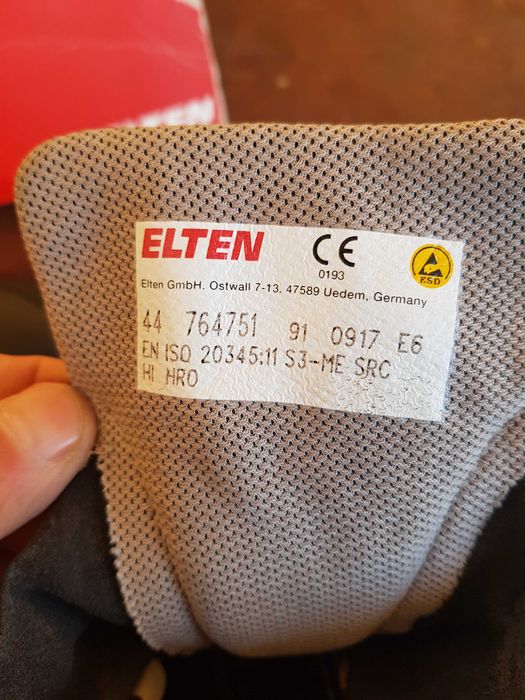 ELTEN
ELTEN CE
0193
ESD
Elten GmbH. Ostwall 7-13. 47589 Uedem, Germany
44 764751 91 0917 E6
EN ISO 20345:11 S3-ME SRC
HI HRO